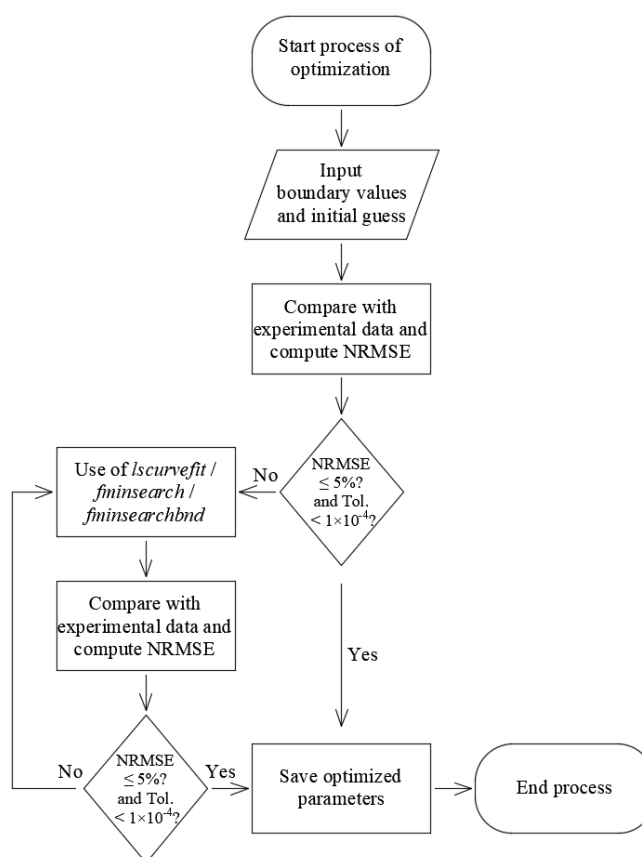 Start process of
optimization
Input
boundary values
and initial guess
Compare with
experimental data and
compute NRMSE
NRMSE
≤ 5%?
and Tol.
< 1×10⁻⁴?
No
Yes
Use of lscurvefit /
fminsearch /
fminsearchbnd
Compare with
experimental data and
compute NRMSE
NRMSE
≤ 5%?
and Tol.
< 1×10⁻⁴?
No
Yes
Save optimized
parameters
End process